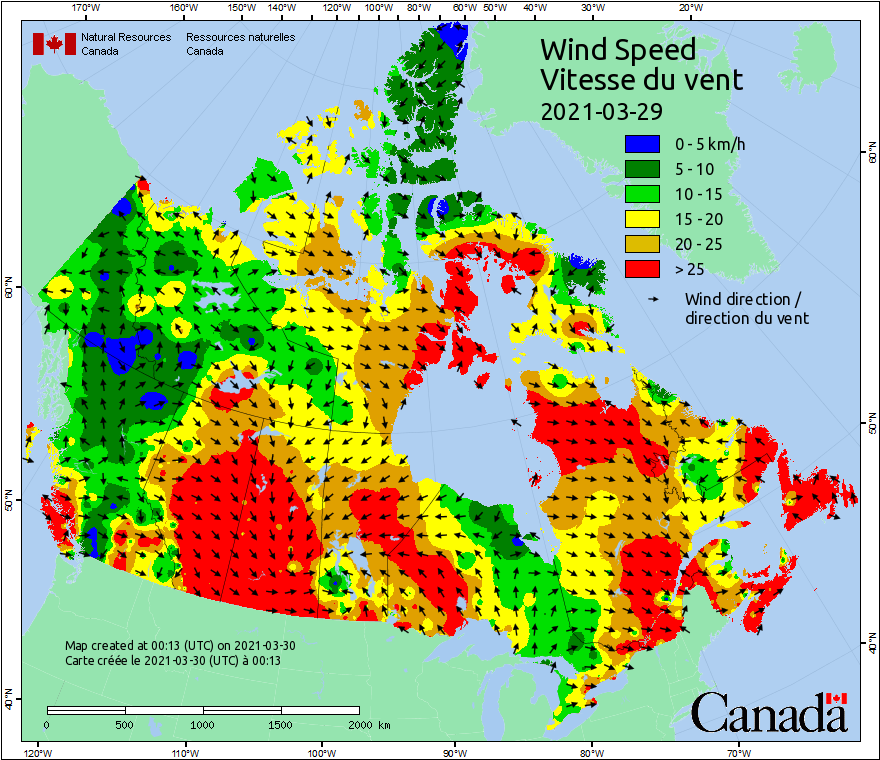 170°W 160°W 150°W 140°W 130°W 120°W 110°W 100°W 90°W 80°W 60°W 50°W 40°W 30°W 20°W
Natural Resources Canada
Ressources naturelles Canada
Wind Speed
Vitesse du vent
2021-03-29
0 - 5 km/h
5 - 10
10 - 15
15 - 20
20 - 25
> 25
Wind direction /
direction du vent
60°N
50°N
40°N
60°N
50°N
40°N
Map created at 00:13 (UTC) on 2021-03-30
Carte créée le 2021-03-30 (UTC) à 00:13
0 500 1000 1500 2000 km
Canada
120°W 110°W 100°W 90°W 80°W 70°W